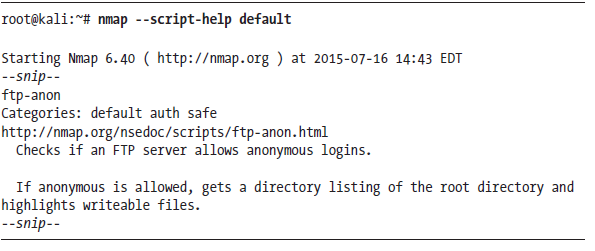 root@kali:~# nmap --script-help default
Starting Nmap 6.40 ( http://nmap.org ) at 2015-07-16 14:43 EDT
--snip--
ftp-anon
Categories: default auth safe
http://nmap.org/nsedoc/scripts/ftp-anon.html
  Checks if an FTP server allows anonymous logins.
  If anonymous is allowed, gets a directory listing of the root directory and
highlights writeable files.
--snip--